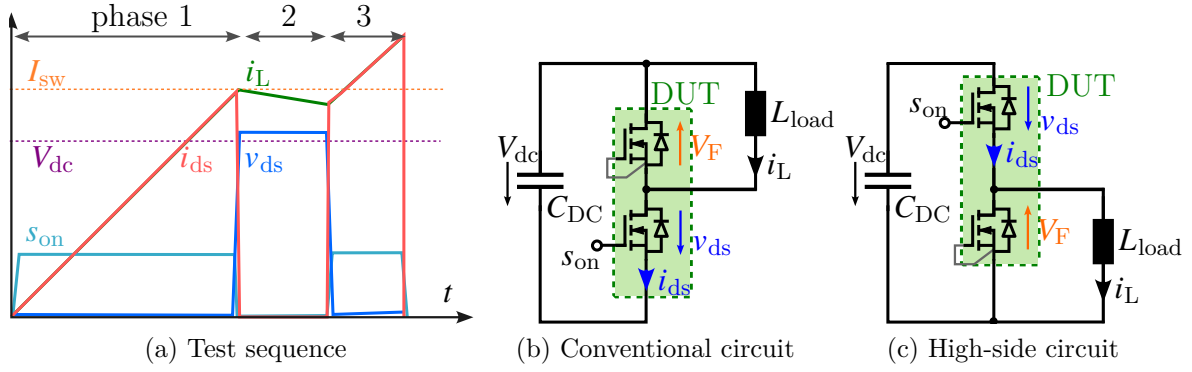 phase 1
2
3
I_sw
i_L
V_dc
i_ds
v_ds
s_on
t
(a) Test sequence
DUT
V_F
L_load
V_dc
i_L
C_DC
v_ds
s_on
i_ds
(b) Conventional circuit
DUT
s_on
v_ds
V_dc
i_ds
C_DC
V_F
L_load
i_L
(c) High-side circuit